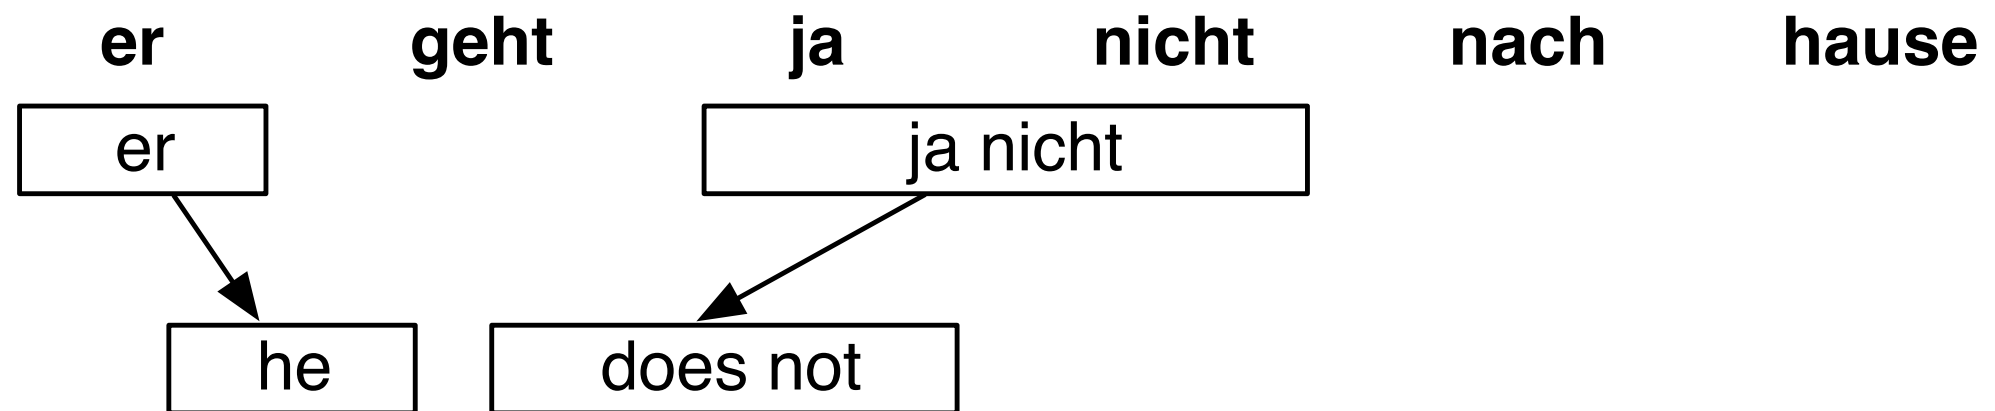 er geht ja nicht nach hause
er ja nicht
he does not